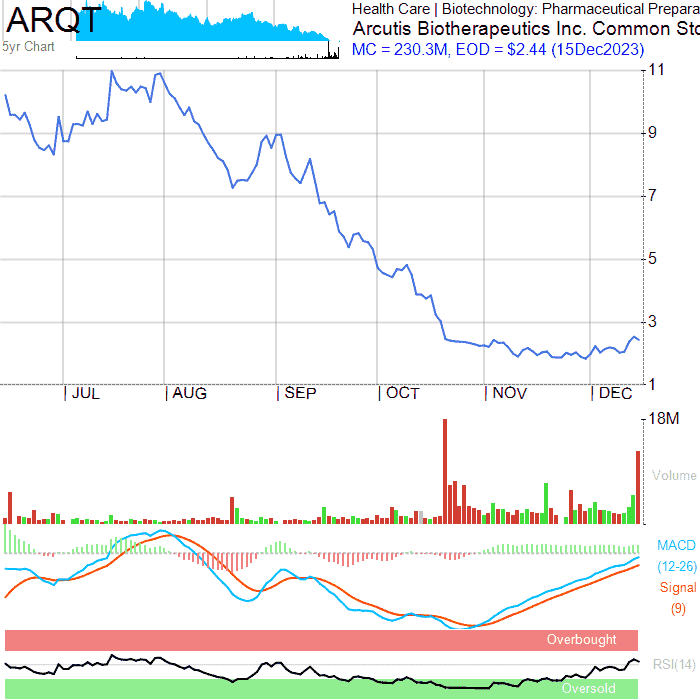 ARQT
5yr Chart
Health Care | Biotechnology: Pharmaceutical Prepara
Arcutis Biotherapeutics Inc. Common Sto
MC = 230.3M, EOD = $2.44 (15Dec2023)
11
9
7
5
3
1
JUL
AUG
SEP
OCT
NOV
DEC
18M
Volume
MACD
(12-26)
Signal
(9)
Overbought
RSI(14)
Oversold